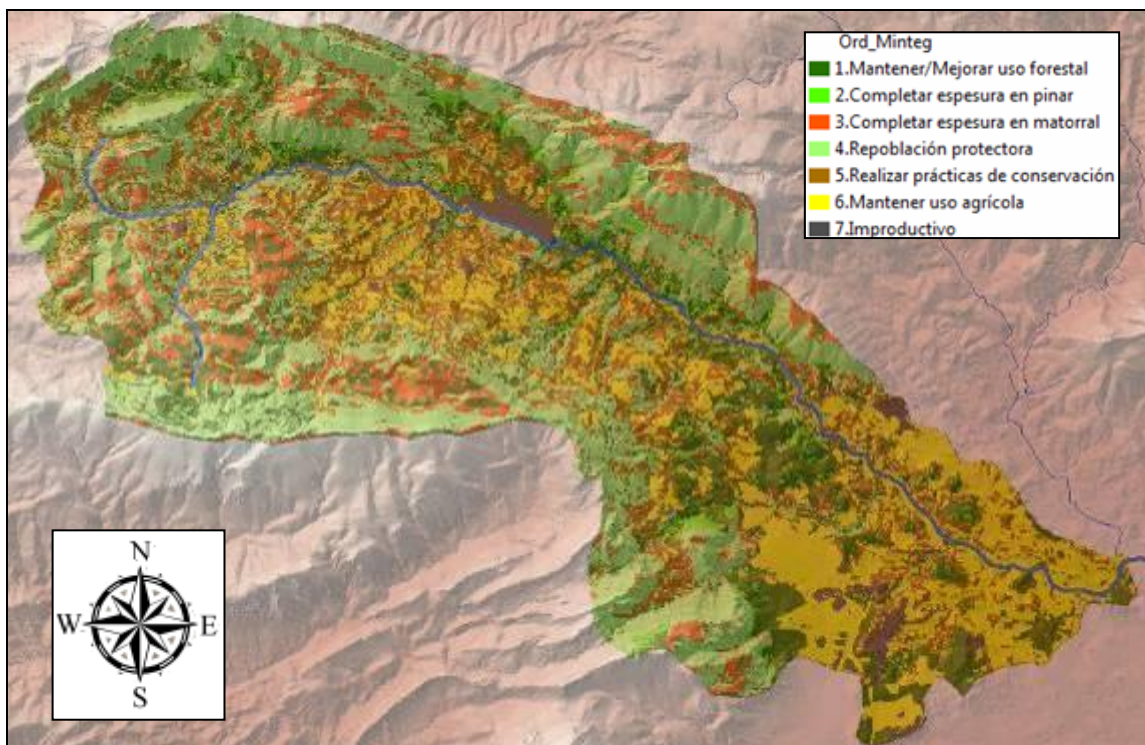 Ord_Minteg
1.Mantener/Mejorar uso forestal
2.Completar espesura en pinar
3.Completar espesura en matorral
4.Repoblación protectora
5.Realizar prácticas de conservación
6.Mantener uso agrícola
7.Improductivo
N
W E
S